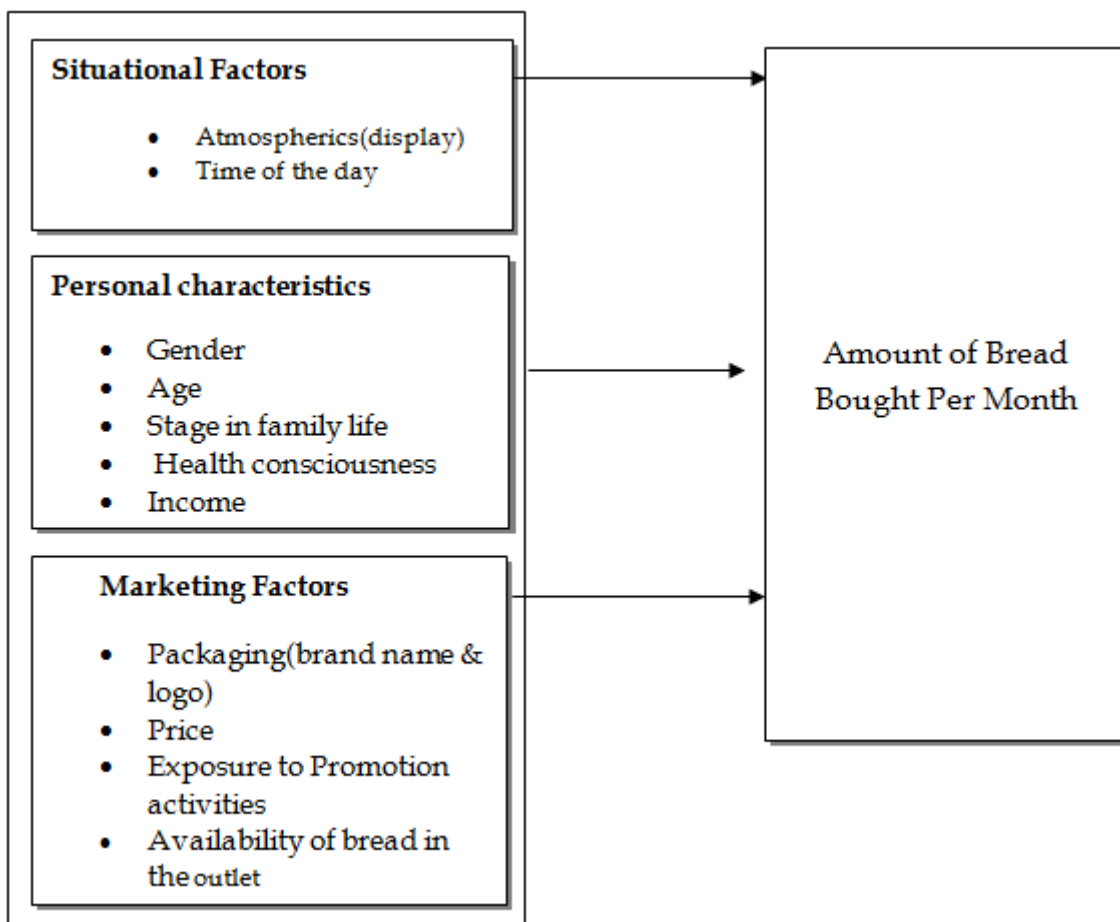 Situational Factors
• Atmospherics(display)
• Time of the day
Personal characteristics
• Gender
• Age
• Stage in family life
• Health consciousness
• Income
Marketing Factors
• Packaging(brand name &
logo)
• Price
• Exposure to Promotion
activities
• Availability of bread in
the outlet
Amount of Bread
Bought Per Month